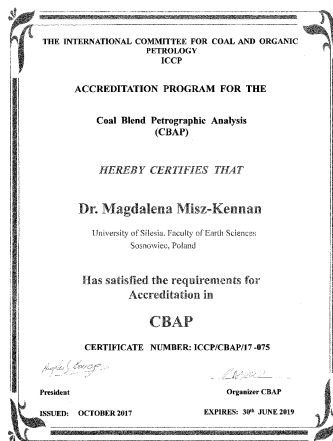 THE INTERNATIONAL COMMITTEE FOR COAL AND ORGANIC
PETROLOGY
ICCP
ACCREDITATION PROGRAM FOR THE
Coal Blend Petrographic Analysis
(CBAP)
HEREBY CERTIFIES THAT
Dr. Magdalena Misz-Kennan
University of Silesia. Faculty of Earth Sciences
Sosnowiec, Poland
Has satisfied the requirements for
Accreditation in
CBAP
CERTIFICATE NUMBER: ICCP/CBAP/17 -075
President Organizer CBAP
ISSUED: OCTOBER 2017 EXPIRES: 30th JUNE 2019